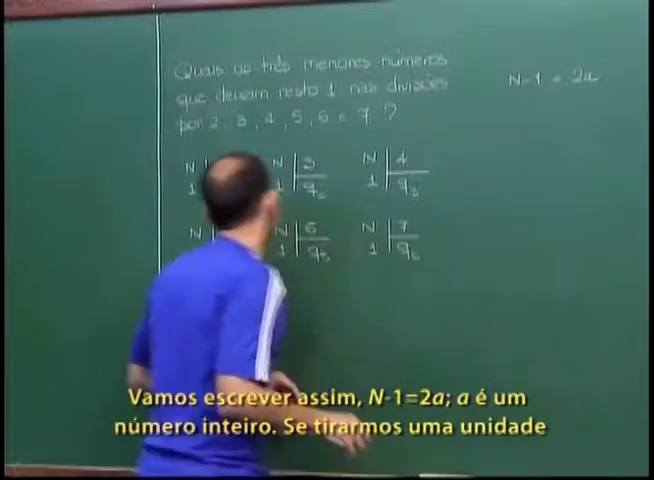 Quais os três menores números
que deixam resto 1 nas divisões
por 2, 3, 4, 5, 6 e 7?
N-1 = 2a
N 3 N 4
1 q₂ 1 q₃
N 6 N 7
1 q₅ 1 q₆
Vamos escrever assim, N-1=2a; a é um
número inteiro. Se tirarmos uma unidade